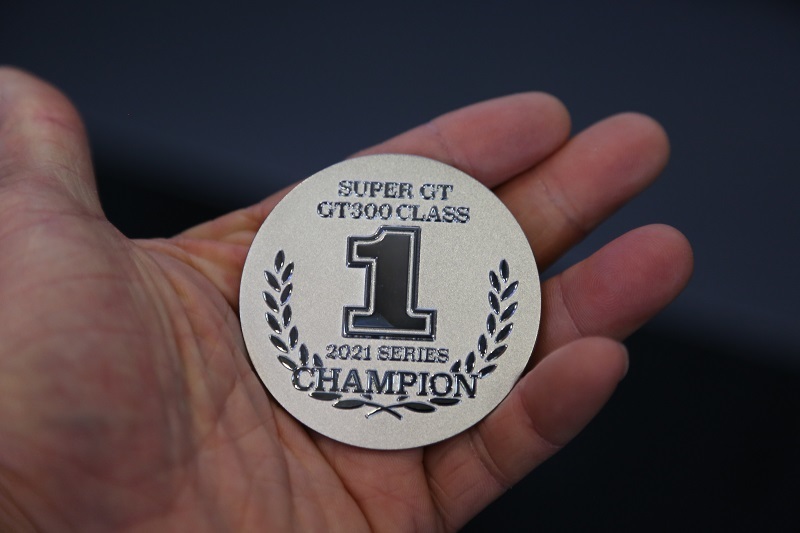 SUPER GT
GT300 CLASS
1
2021 SERIES
CHAMPION